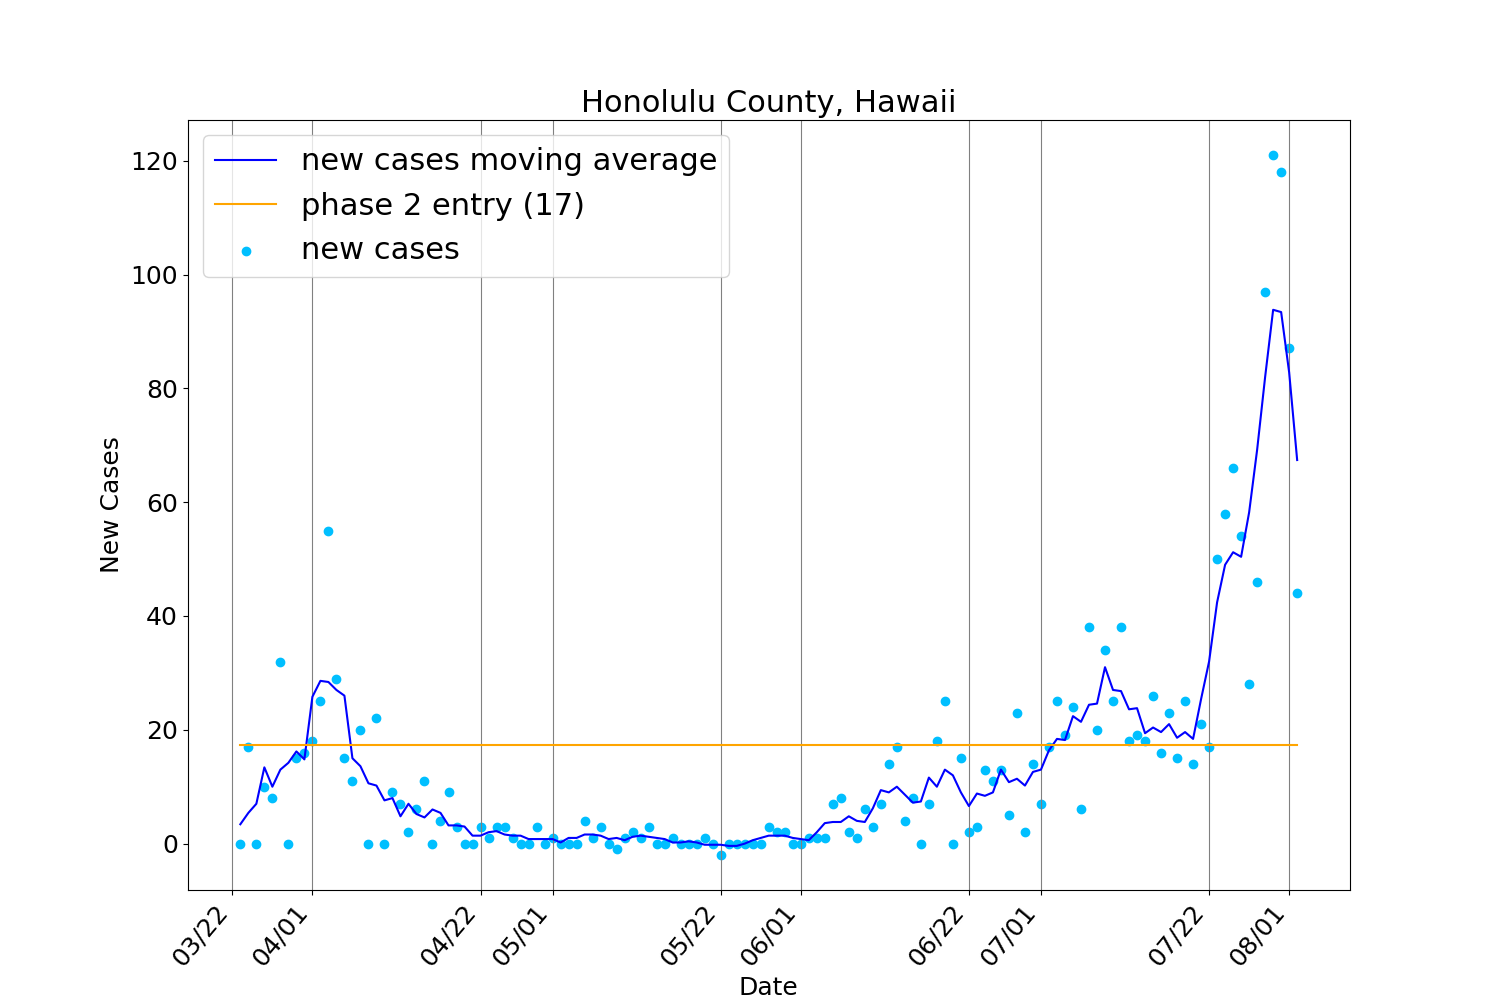 Honolulu County, Hawaii
new cases moving average
phase 2 entry (17)
new cases
120
100
80
60
40
20
0
New Cases
03/22
04/01
04/22
05/01
05/22
06/01
06/22
07/01
07/22
08/01
Date